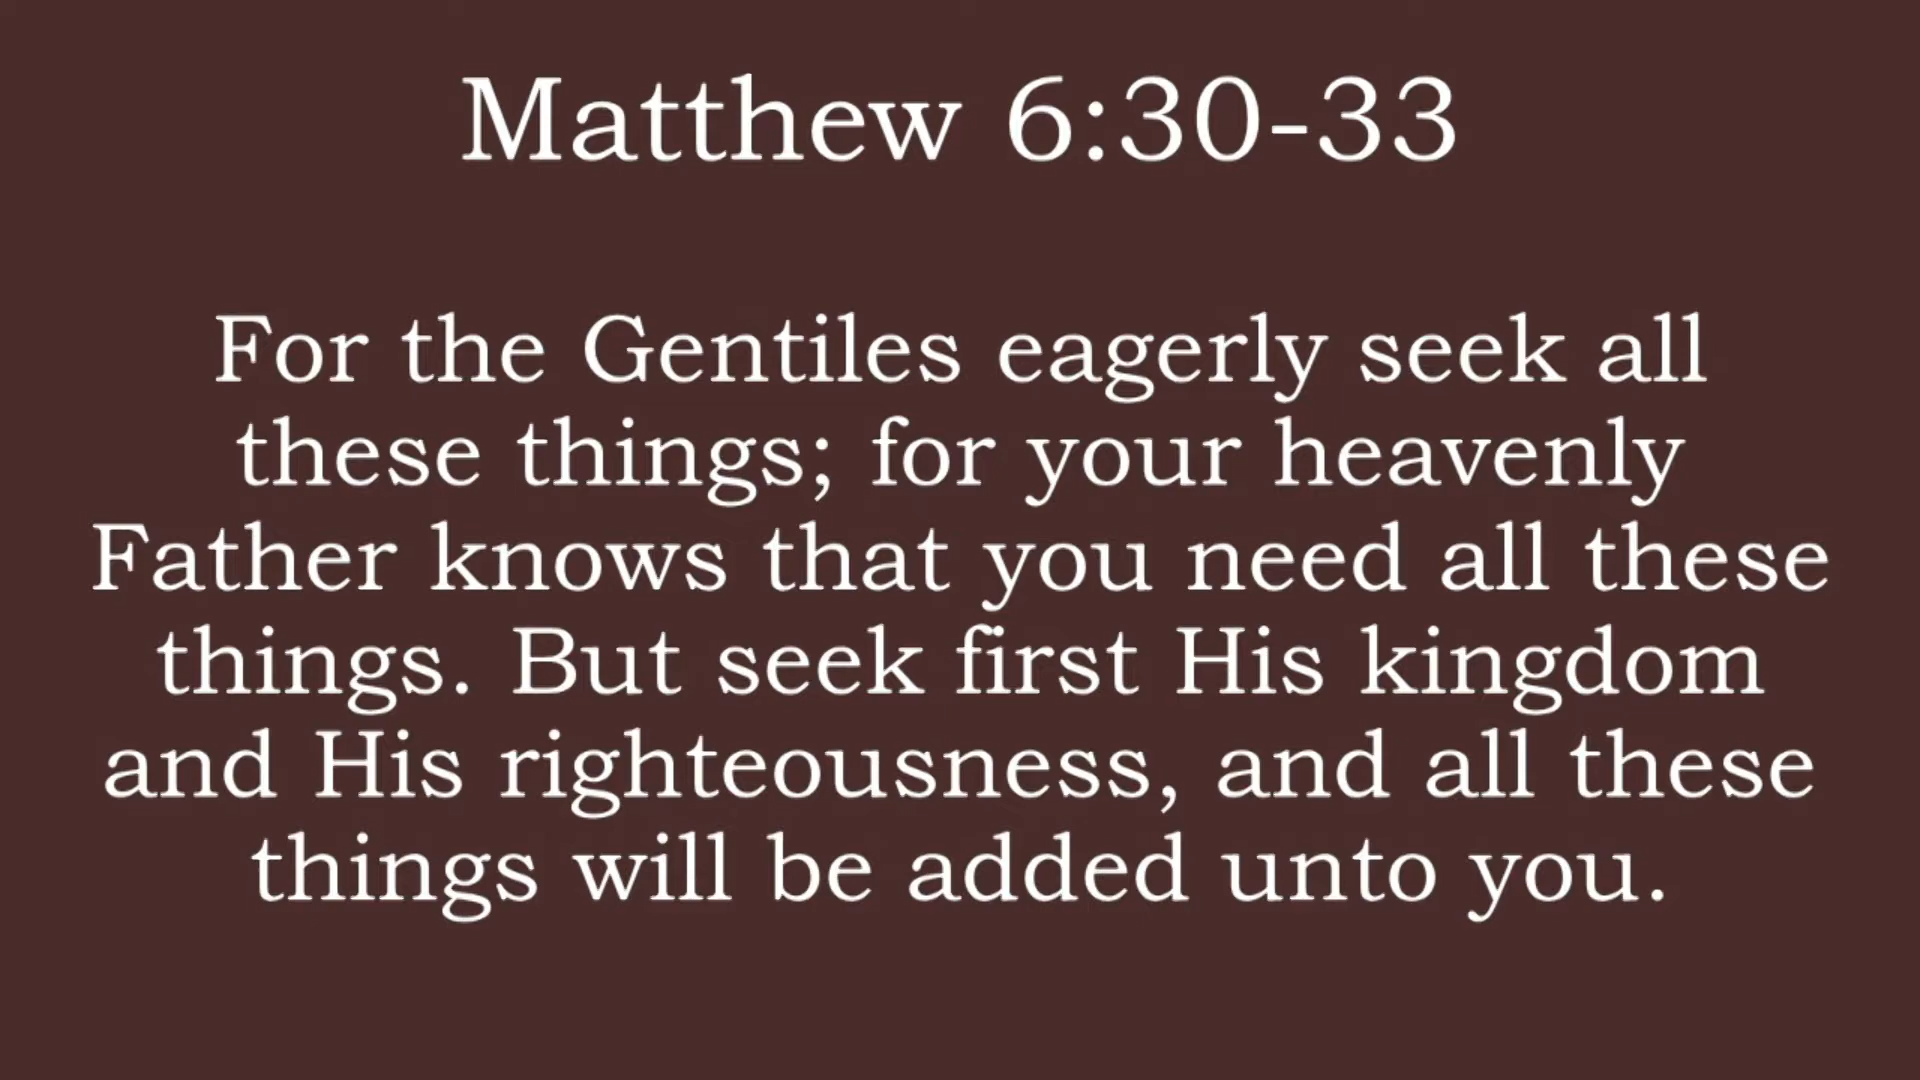 Matthew 6:30-33
For the Gentiles eagerly seek all
these things; for your heavenly
Father knows that you need all these
things. But seek first His kingdom
and His righteousness, and all these
things will be added unto you.